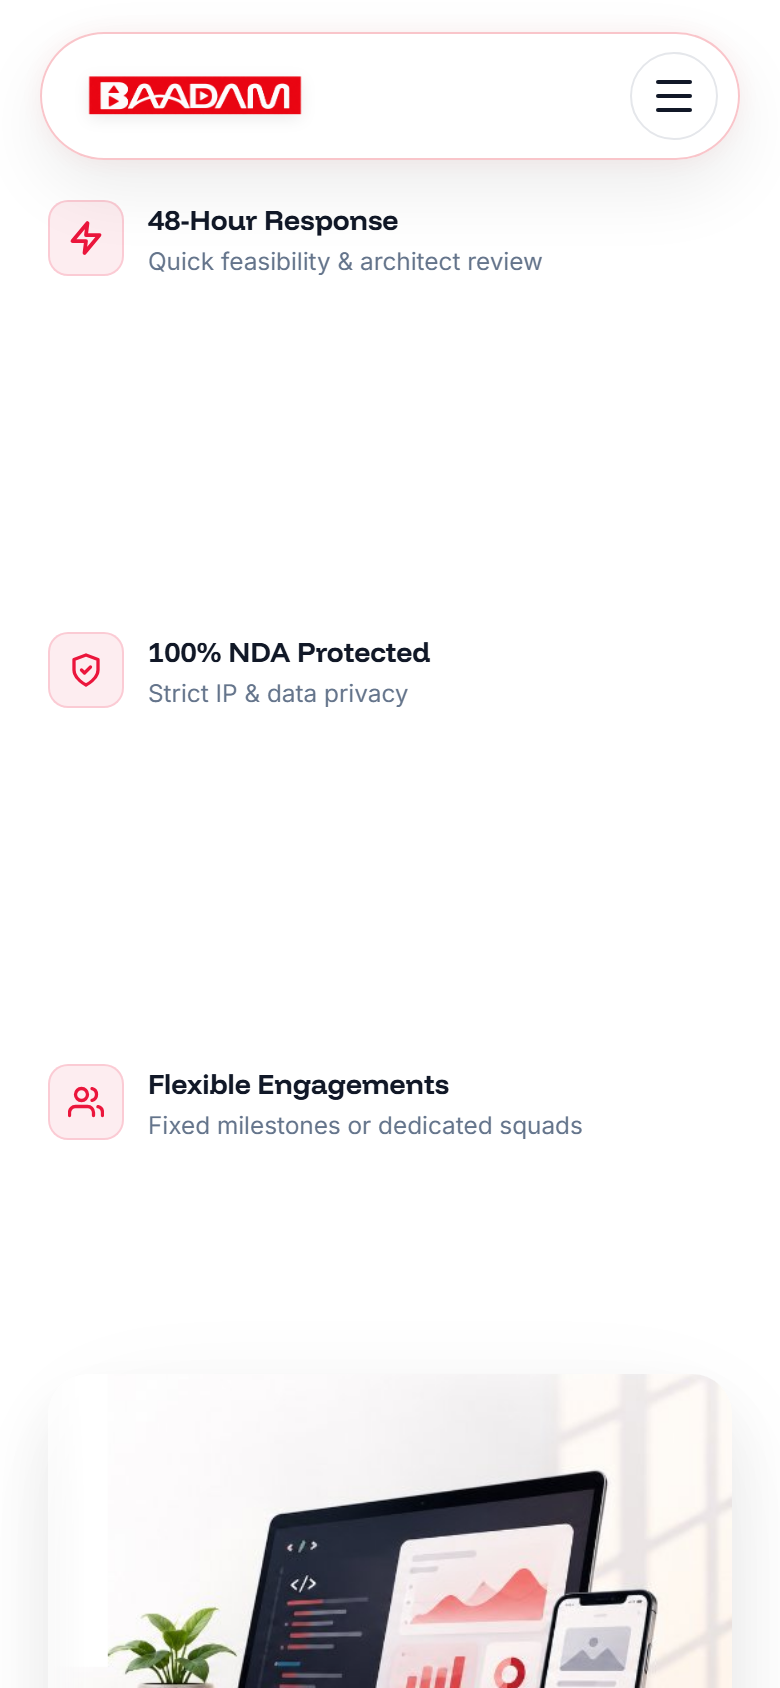 BAADAM
48-Hour Response
Quick feasibility & architect review
100% NDA Protected
Strict IP & data privacy
Flexible Engagements
Fixed milestones or dedicated squads
</>
</>